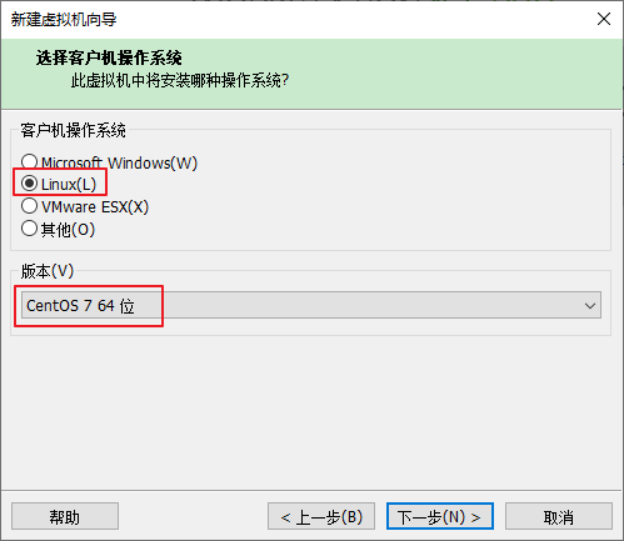 新建虚拟机向导
选择客户机操作系统
此虚拟机中将安装哪种操作系统?
客户机操作系统
Microsoft Windows(W)
Linux(L)
VMware ESX(X)
其他(O)
版本(V)
CentOS 7 64 位
帮助
< 上一步(B)
下一步(N) >
取消